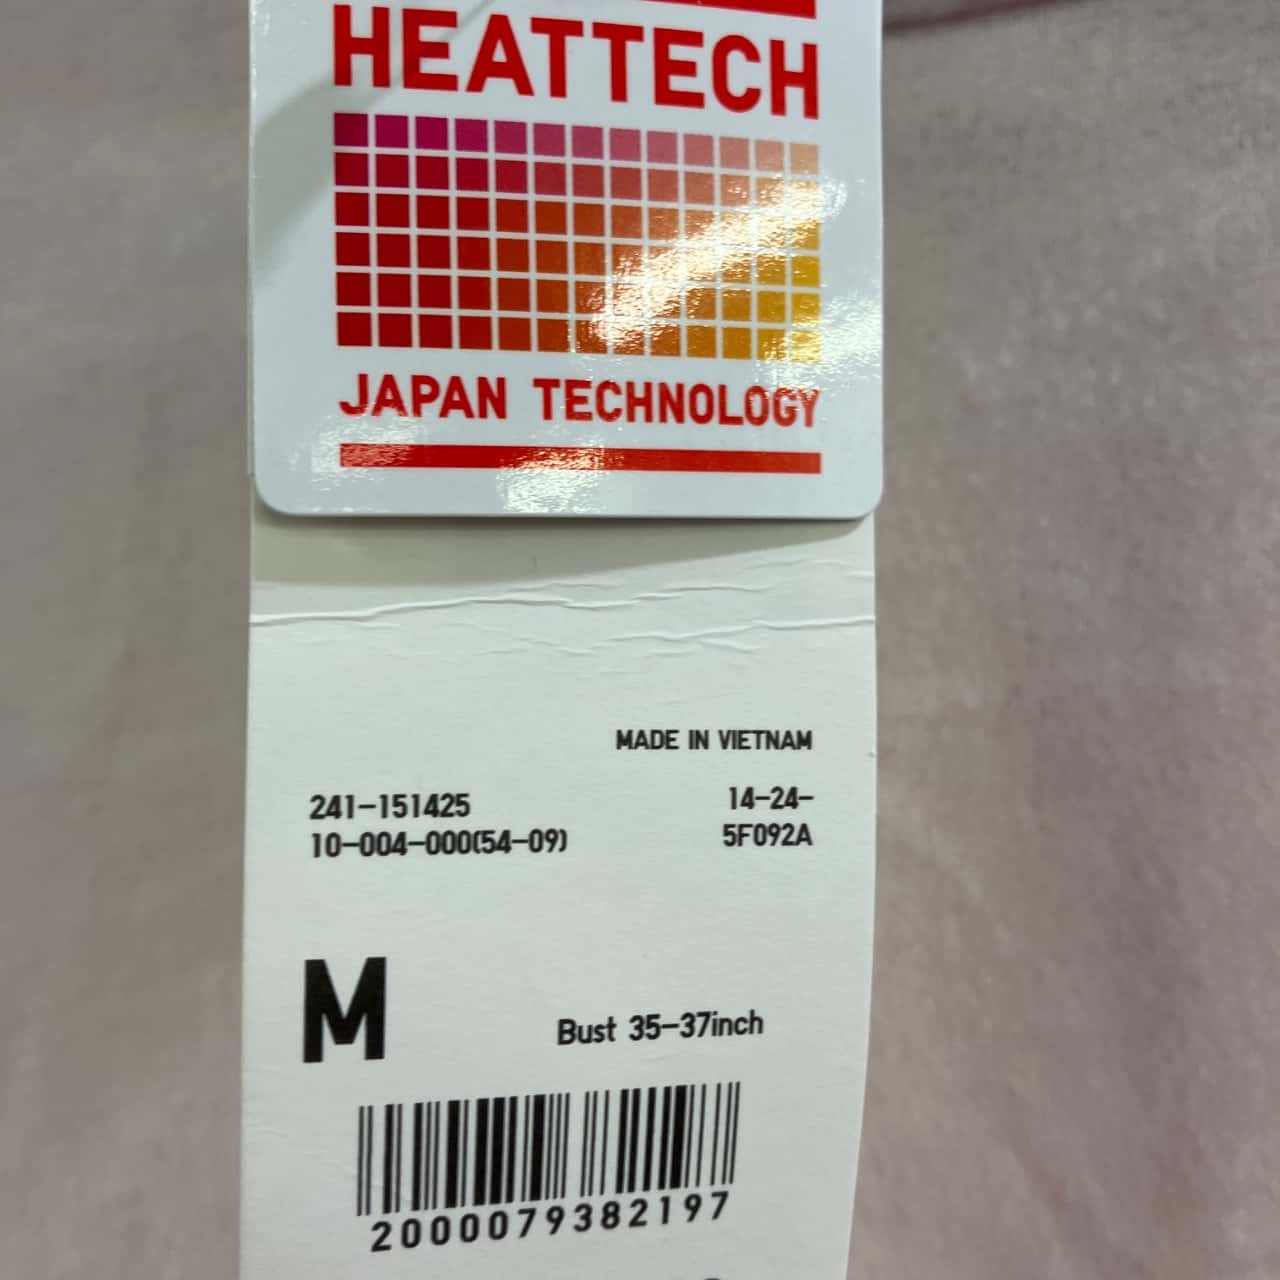 HEATTECH
JAPAN TECHNOLOGY
MADE IN VIETNAM
241-151425
14-24-
10-004-000(54-09)
5F092A
M
Bust 35-37inch
2000079382197